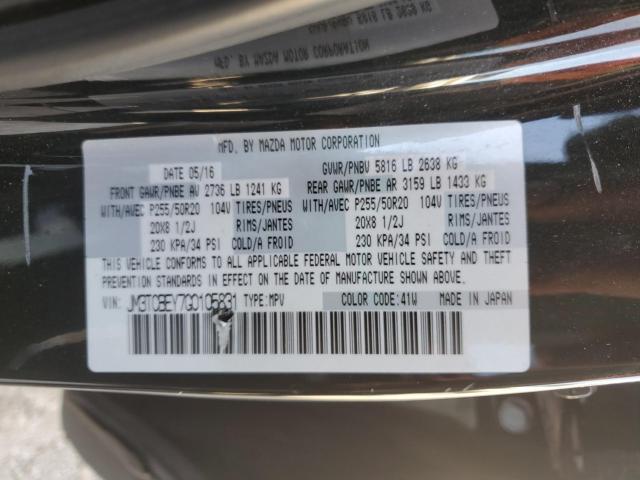 MFD. BY MAZDA MOTOR CORPORATION
DATE 05/16
GVWR/PNBV 5816 LB 2638 KG
FRONT GAWR/PNBE AV 2736 LB 1241 KG
REAR GAWR/PNBE AR 3159 LB 1433 KG
WITH/AVEC P255/50R20 104V TIRES/PNEUS
WITH/AVEC P255/50R20 104V TIRES/PNEUS
20X8 1/2J RIMS/JANTES
20X8 1/2J RIMS/JANTES
230 KPA/34 PSI COLD/A FROID
230 KPA/34 PSI COLD/A FROID
THIS VEHICLE CONFORMS TO ALL APPLICABLE FEDERAL MOTOR VEHICLE SAFETY AND THEFT
PREVENTION STANDARDS IN EFFECT ON THE DATE OF MANUFACTURE SHOWN ABOVE.
VIN: TYPE:MPV COLOR CODE:41W MADE IN JAPAN